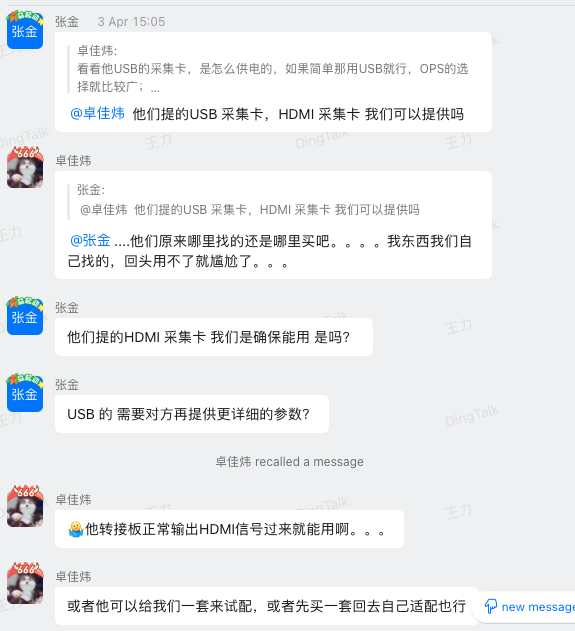 张金 3 Apr 15:05
卓佳炜:
看看他USB的采集卡，是怎么供电的，如果简单那用USB就行，OPS的选
择就比较广；...
@卓佳炜 他们提的USB 采集卡，HDMI 采集卡 我们可以提供吗
卓佳炜
张金:
@卓佳炜 他们提的USB 采集卡，HDMI 采集卡 我们可以提供吗
@张金 ....他们原来哪里找的还是哪里买吧。。。。我东西我们自
己找的，回头用不了就尴尬了。。。
张金
他们提的HDMI 采集卡 我们是确保能用 是吗？
张金
USB 的 需要对方再提供更详细的参数？
卓佳炜 recalled a message
卓佳炜
他转接板正常输出HDMI信号过来就能用啊。。。
卓佳炜
或者他可以给我们一套来试配，或者先买一套回去自己适配也行
new message
张金
666
666
张金
张金
666
666
DingTalk
王力
DingTalk
王力
王力
王力
DingTalk
王力
DingTalk
王力